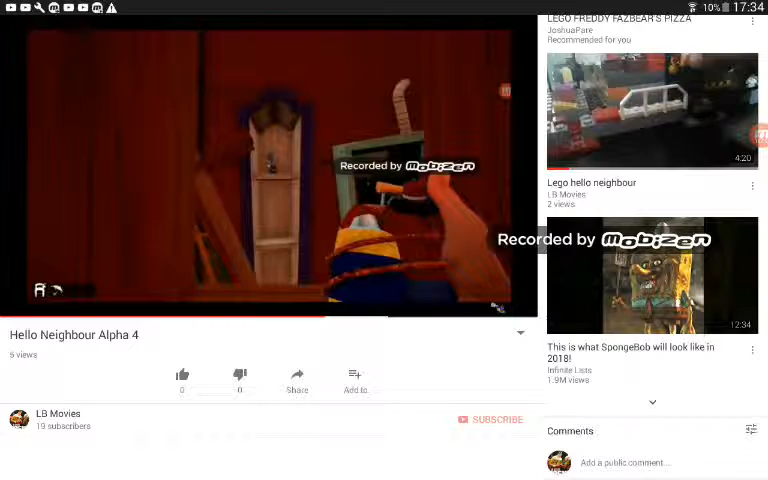 10% 17:34
LEGO FREDDY FAZBEAR'S PIZZA
JoshuaPare
Recommended for you
Recorded by MOBIZEN
4:20
Lego hello neighbour
LB Movies
2 views
Recorded by MOBIZEN
12:34
This is what SpongeBob will look like in
2018!
Infinite Lists
1.9M views
Hello Neighbour Alpha 4
5 views
0
0
Share
Add to
LB Movies
19 subscribers
SUBSCRIBE
Comments
Add a public comment...